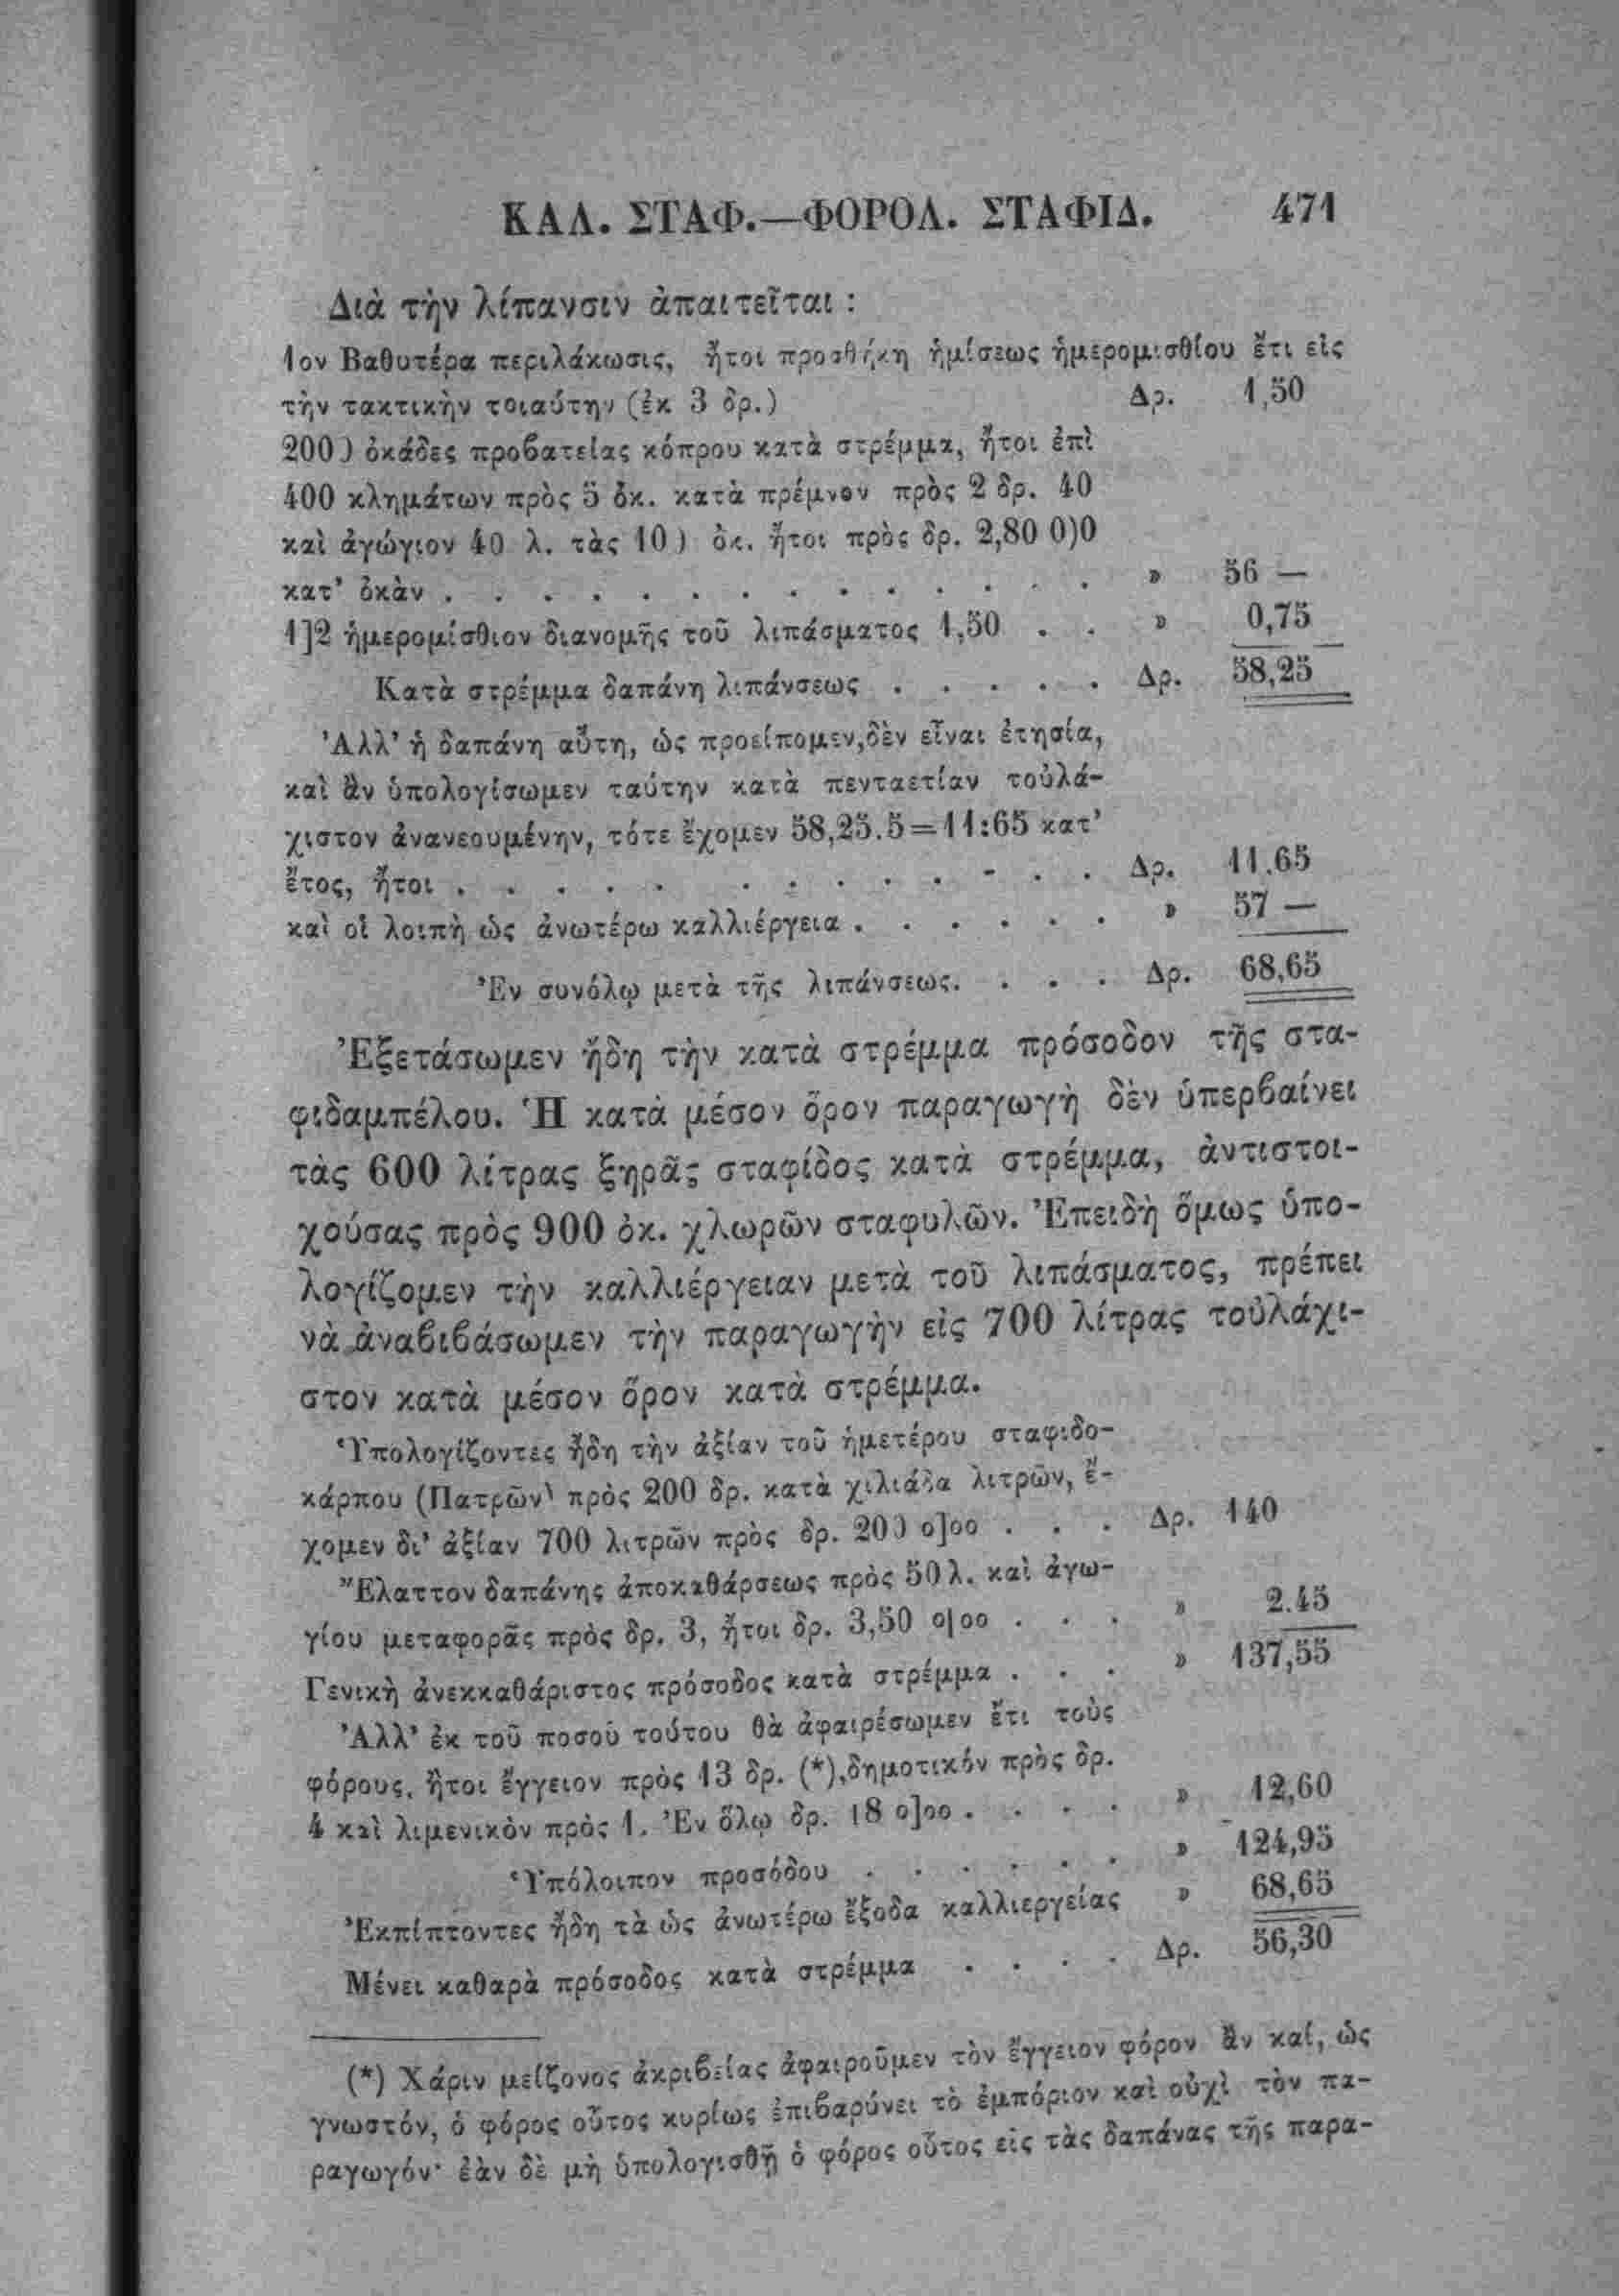 ΚΑΛ. ΣΤΑΦ.—ΦΟΡΟΛ. ΣΤΑΦΙΔ. 471
Διὰ τὴν λίπανσιν ἀπαιτεῖται :
1ον Βαθυτέρα περιλάκωσις, ἤτοι προσθήκη ἡμίσεως ἡμερομισθίου ἔτι εἰς
τὴν τακτικὴν τοιαύτην (ἐκ 3 δρ.) Δρ. 1,50
200) ὀκάδες προβατείας κόπρου κατὰ στρέμμα, ἤτοι ἐπὶ
400 κλημάτων πρὸς 5 ὀκ. κατὰ πρέμνον πρὸς 2 δρ. 40
καὶ ἀγώγιον 40 λ. τὰς 10) ὀκ. ἤτοι πρὸς δρ. 2,80 0)0
κατ' ὀκὰν . . . . . . . . . . . . . . » 56 —
1]2 ἡμερομίσθιον διανομῆς τοῦ λιπάσματος 1,50 . . » 0,75
Κατὰ στρέμμα δαπάνη λιπάνσεως . . . . . Δρ. 58,25
Ἀλλ' ἡ δαπάνη αὕτη, ὡς προείπομεν,δὲν εἶναι ἐτησία,
καὶ ἂν ὑπολογίσωμεν ταύτην κατὰ πενταετίαν τοὐλά-
χιστον ἀνανεουμένην, τότε ἔχομεν 58,25.5=11:65 κατ'
ἔτος, ἤτοι . . . . . . . . . . . . . Δρ. 11.65
καὶ οἱ λοιπὴ ὡς ἀνωτέρω καλλιέργεια . . . . . . » 57 —
Ἐν συνόλῳ μετὰ τῆς λιπάνσεως. . . . Δρ. 68,65
Ἐξετάσωμεν ἤδη τὴν κατὰ στρέμμα πρόσοδον τῆς στα-
φιδαμπέλου. Ἡ κατὰ μέσον ὅρον παραγωγὴ δὲν ὑπερβαίνει
τὰς 600 λίτρας ξηρᾶς σταφίδος κατὰ στρέμμα, ἀντιστοι-
χούσας πρὸς 900 ὀκ. χλωρῶν σταφυλῶν. Ἐπειδὴ ὅμως ὑπο-
λογίζομεν τὴν καλλιέργειαν μετὰ τοῦ λιπάσματος, πρέπει
νὰ ἀναβιβάσωμεν τὴν παραγωγὴν εἰς 700 λίτρας τοὐλάχι-
στον κατὰ μέσον ὅρον κατὰ στρέμμα.
Ὑπολογίζοντες ἤδη τὴν ἀξίαν τοῦ ἡμετέρου σταφιδο-
κάρπου (Πατρῶν) πρὸς 200 δρ. κατὰ χιλιάδα λιτρῶν, ἔ-
χομεν δι' ἀξίαν 700 λιτρῶν πρὸς δρ. 200 ο]οο . . . Δρ. 140
Ἔλαττον δαπάνης ἀποκαθάρσεως πρὸς 50 λ. καὶ ἀγω-
γίου μεταφορᾶς πρὸς δρ. 3, ἤτοι δρ. 3,50 ο|οο . . . » 2.45
Γενικὴ ἀνεκκαθάριστος πρόσοδος κατὰ στρέμμα . . . » 137,55
Ἀλλ' ἐκ τοῦ ποσοῦ τούτου θὰ ἀφαιρέσωμεν ἔτι τοὺς
φόρους, ἤτοι ἔγγειον πρὸς 13 δρ. (*),δημοτικὸν πρὸς δρ.
4 καὶ λιμενικὸν πρὸς 1. Ἐν ὅλῳ δρ. 18 ο]οο . . . . » 12,60
Ὑπόλοιπον προσόδου . . . . . . » 124,95
Ἐκπίπτοντες ἤδη τὰ ὡς ἀνωτέρω ἔξοδα καλλιεργείας » 68,65
Μένει καθαρὰ πρόσοδος κατὰ στρέμμα . . . . Δρ. 56,30
(*) Χάριν μείζονος ἀκριβείας ἀφαιροῦμεν τὸν ἔγγειον φόρον ἂν καί, ὡς
γνωστόν, ὁ φόρος οὗτος κυρίως ἐπιβαρύνει τὸ ἐμπόριον καὶ οὐχὶ τὸν πα-
ραγωγόν· ἐὰν δὲ μὴ ὑπολογισθῇ ὁ φόρος οὗτος εἰς τὰς δαπάνας τῆς παρα-